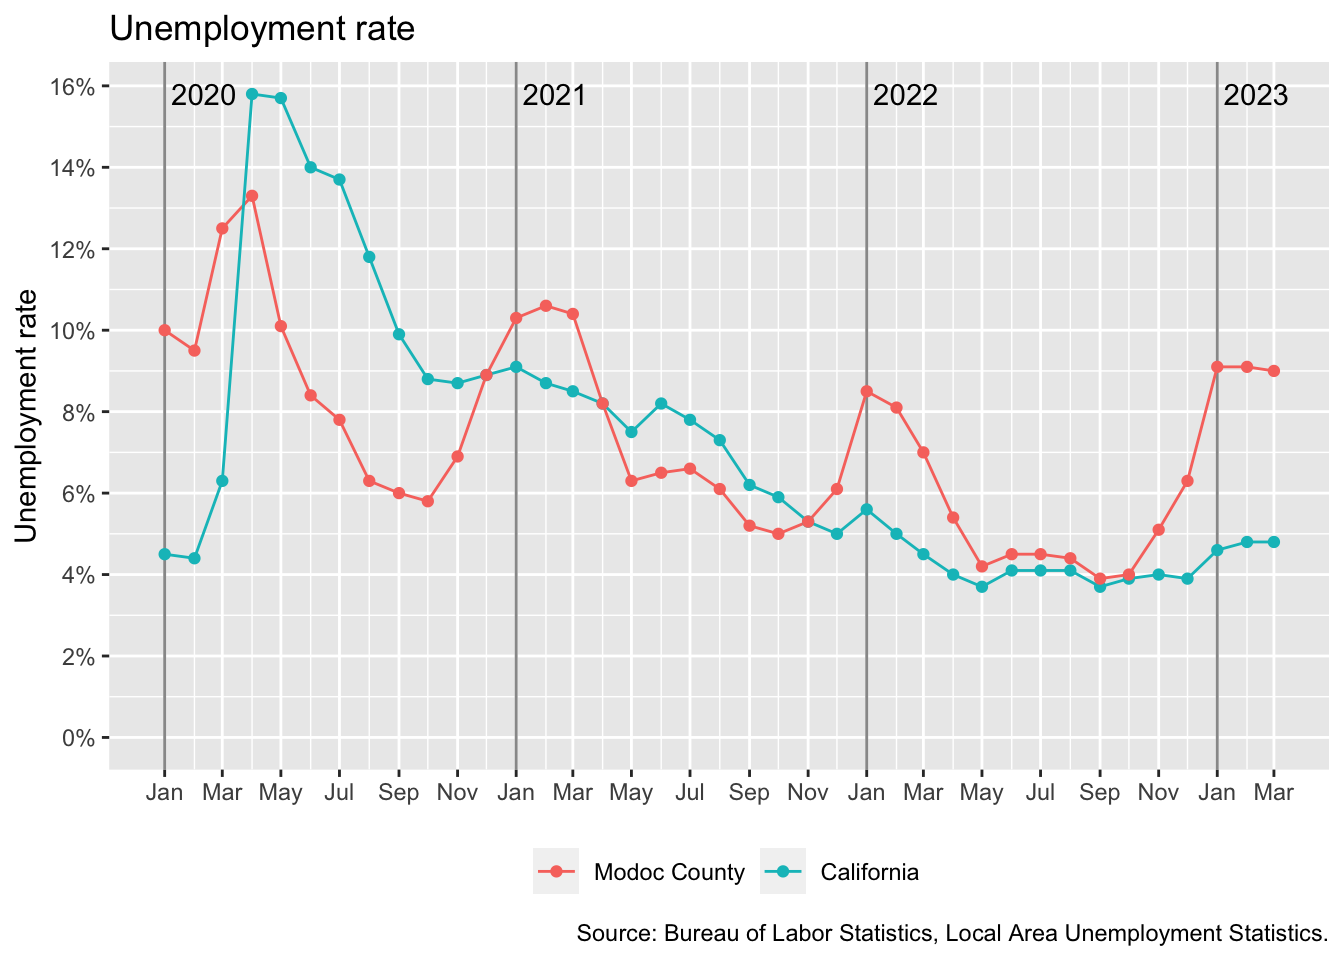 Unemployment rate
16%
14%
12%
10%
8%
6%
4%
2%
0%
Unemployment rate
2020 2021 2022 2023
Jan Mar May Jul Sep Nov Jan Mar May Jul Sep Nov Jan Mar May Jul Sep Nov Jan Mar
Modoc County California
Source: Bureau of Labor Statistics, Local Area Unemployment Statistics.